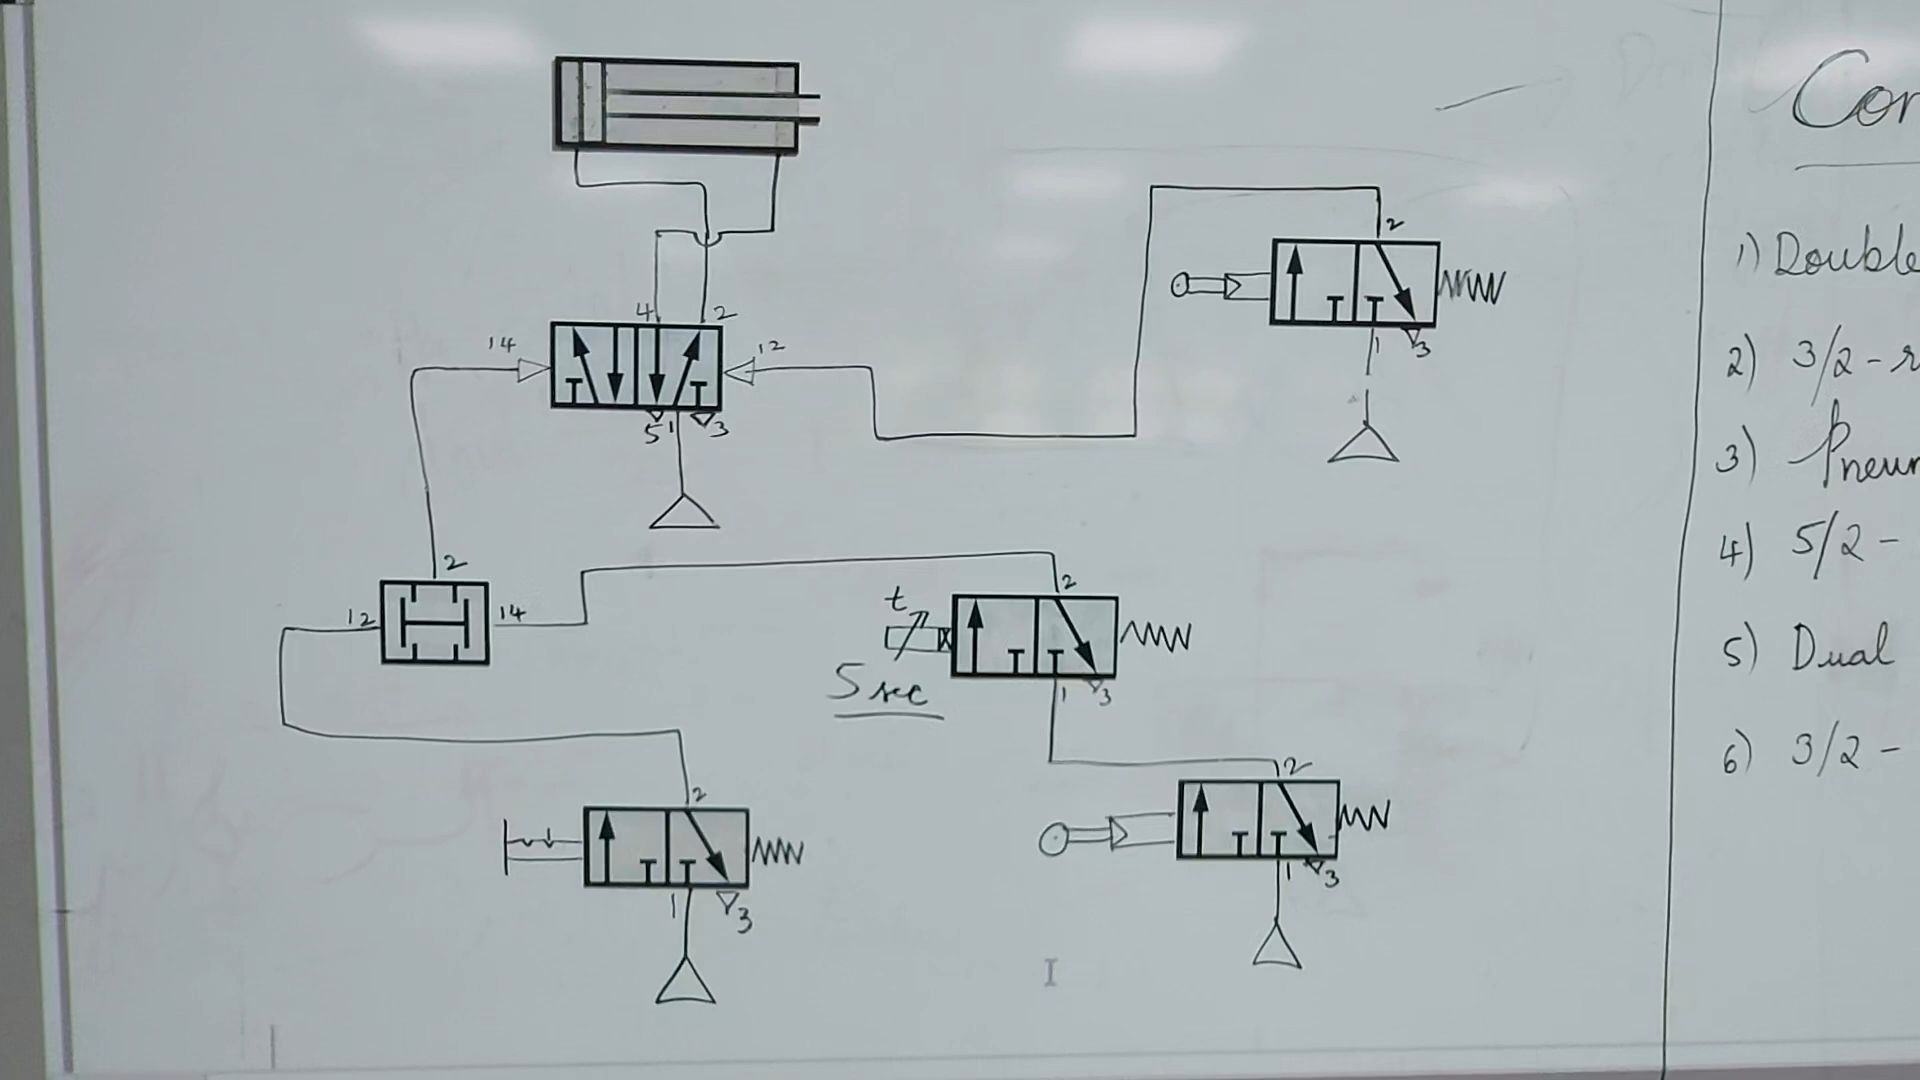 Con
2
1) Double
1 3
4 2
14 12
2) 3/2 - r
5 1 3
3) Pneum
4) 5/2 -
2
2
t
12 14
5) Dual
5 sec
1 3
6) 3/2 -
2
2
1 3
1 3